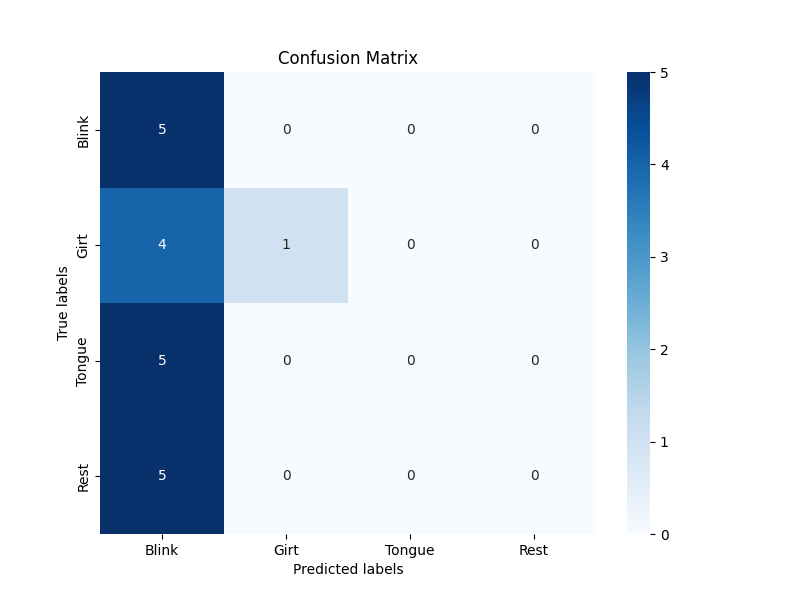 Confusion Matrix
True labels
Blink
5 0 0 0
Girt
4 1 0 0
Tongue
5 0 0 0
Rest
5 0 0 0
Blink Girt Tongue Rest
Predicted labels
5
4
3
2
1
0